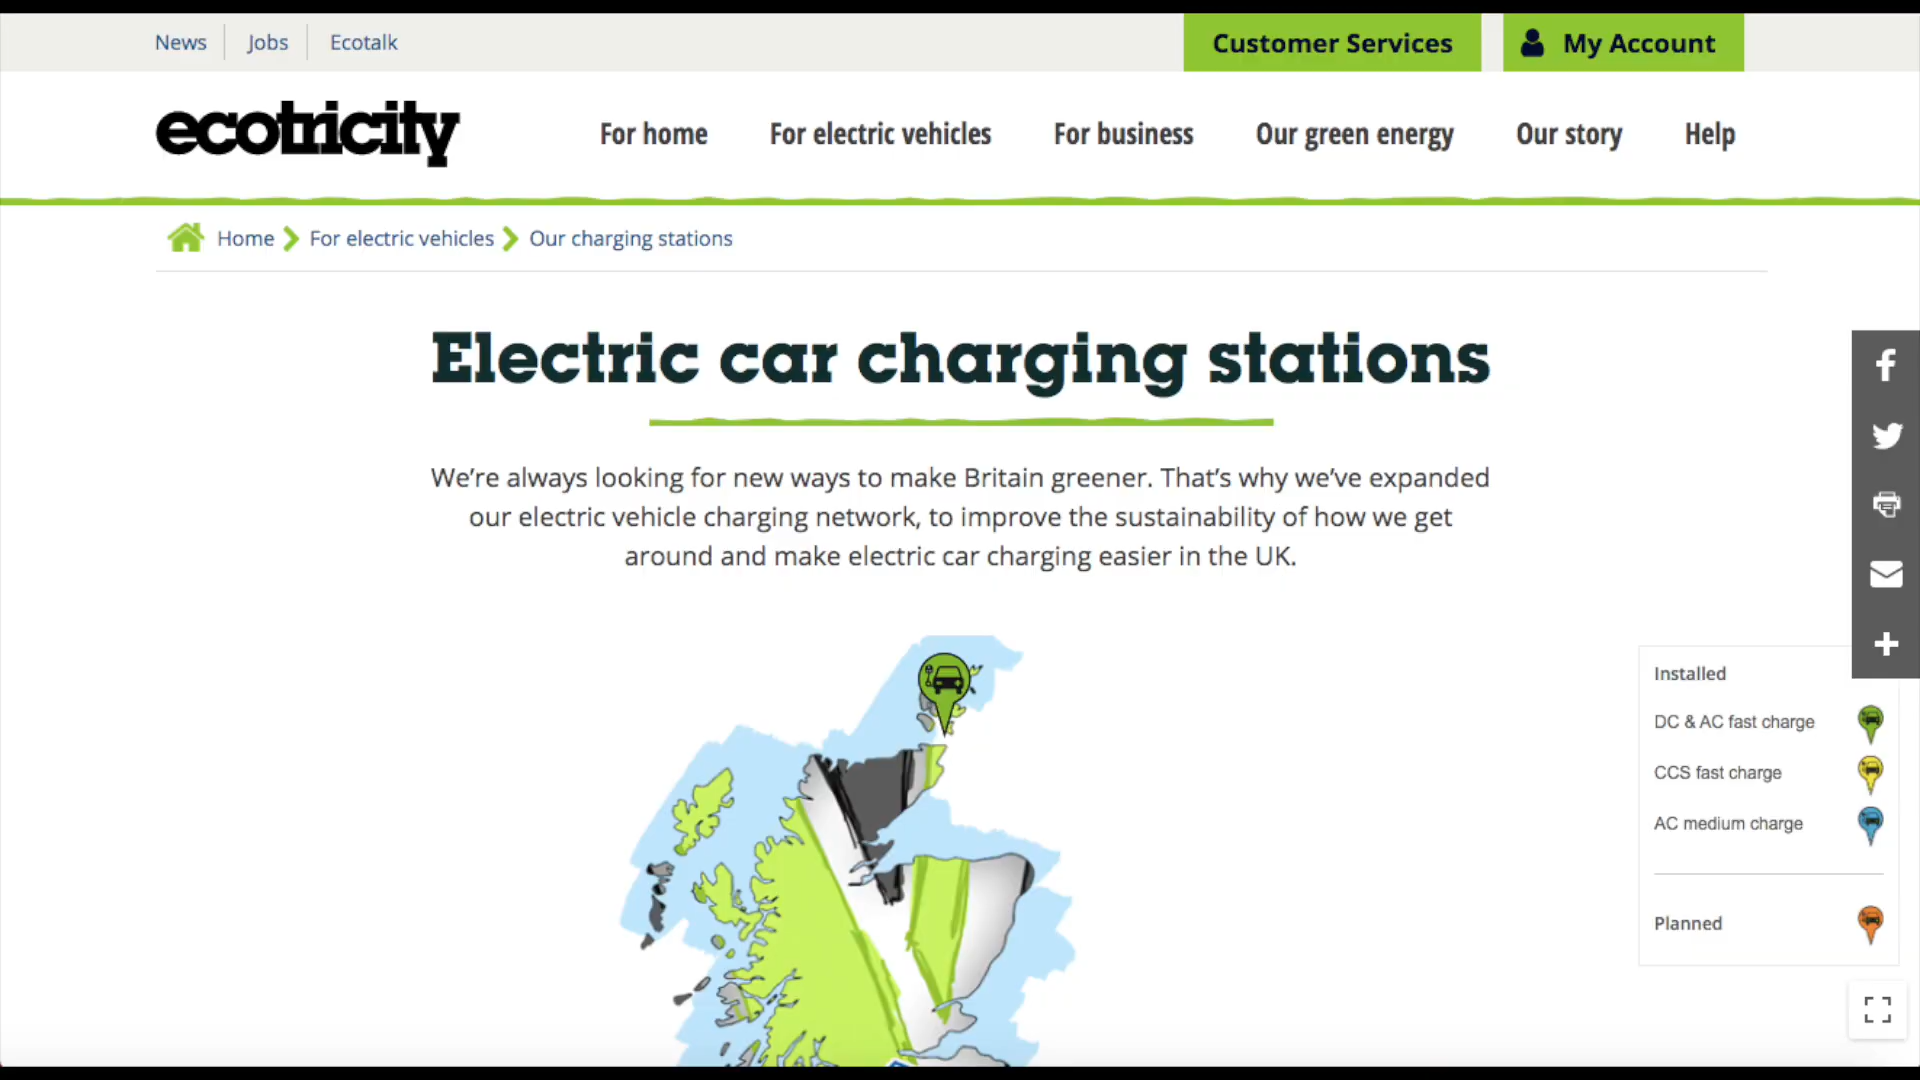 News
Jobs
Ecotalk
Customer Services
My Account
ecotricity
For home
For electric vehicles
For business
Our green energy
Our story
Help
Home
For electric vehicles
Our charging stations
Electric car charging stations
We’re always looking for new ways to make Britain greener. That’s why we’ve expanded
our electric vehicle charging network, to improve the sustainability of how we get
around and make electric car charging easier in the UK.
Installed
DC & AC fast charge
CCS fast charge
AC medium charge
Planned